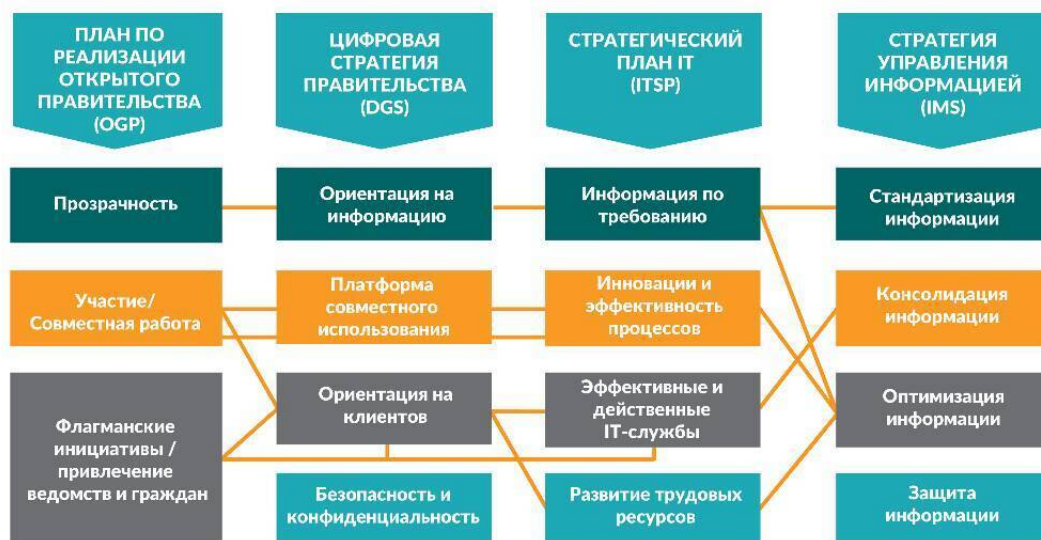 ПЛАН ПО
РЕАЛИЗАЦИИ
ОТКРЫТОГО
ПРАВИТЕЛЬСТВА
(OGP)
ЦИФРОВАЯ
СТРАТЕГИЯ
ПРАВИТЕЛЬСТВА
(DGS)
СТРАТЕГИЧЕСКИЙ
ПЛАН IT
(ITSP)
СТРАТЕГИЯ
УПРАВЛЕНИЯ
ИНФОРМАЦИЕЙ
(IMS)
Прозрачность
Ориентация на
информацию
Информация по
требованию
Стандартизация
информации
Участие/
Совместная работа
Платформа
совместного
использования
Инновации и
эффективность
процессов
Консолидация
информации
Флагманские
инициативы /
привлечение
ведомств и граждан
Ориентация на
клиентов
Эффективные и
действенные
IT-службы
Оптимизация
информации
Безопасность и
конфиденциальность
Развитие трудовых
ресурсов
Защита
информации